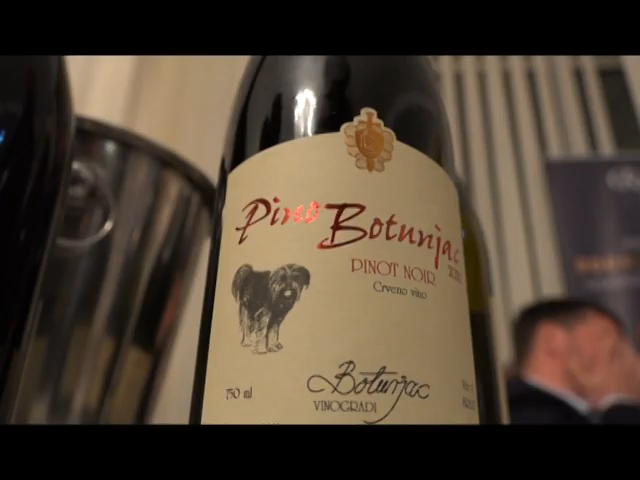 Pino Botunjac
PINOT NOIR
Crveno vino
750 ml
Botunjac
VINOGRADI